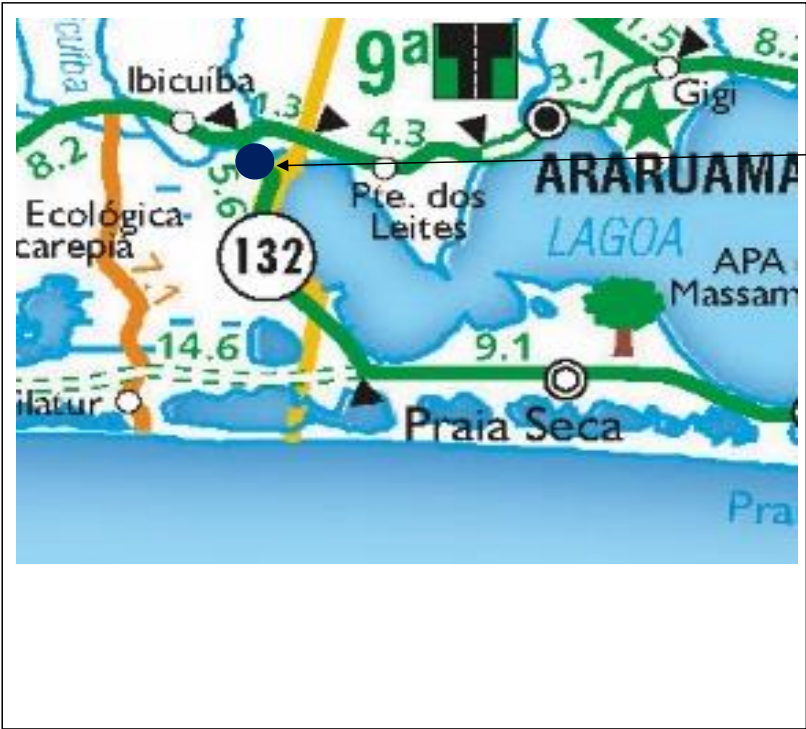 9ª
1.5
8.2
3.7
Gigi
Ibicuíba
1.3
4.3
ARARUAMA
8.2
5.6
Pte. dos
Leites
Ecológica
carepiá
LAGOA
132
APA
Massam
7.1
14.6
9.1
ilatur
Praia Seca
Pra